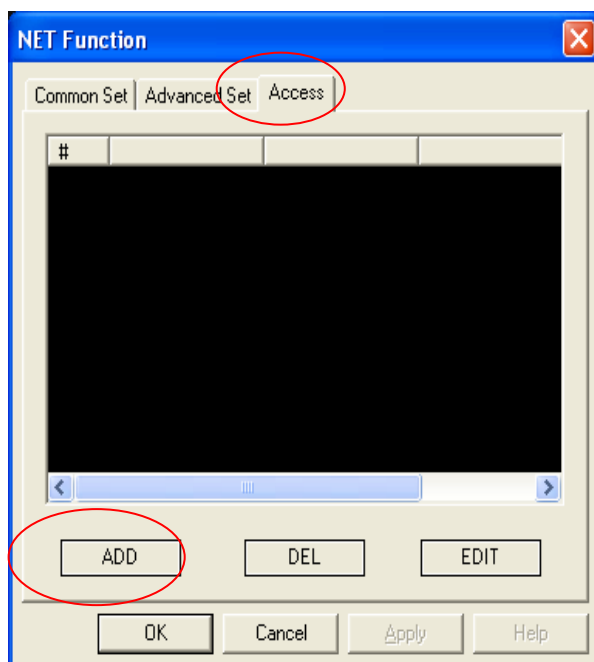 NET Function
Common Set Advanced Set Access
#
ADD DEL EDIT
OK Cancel Apply Help